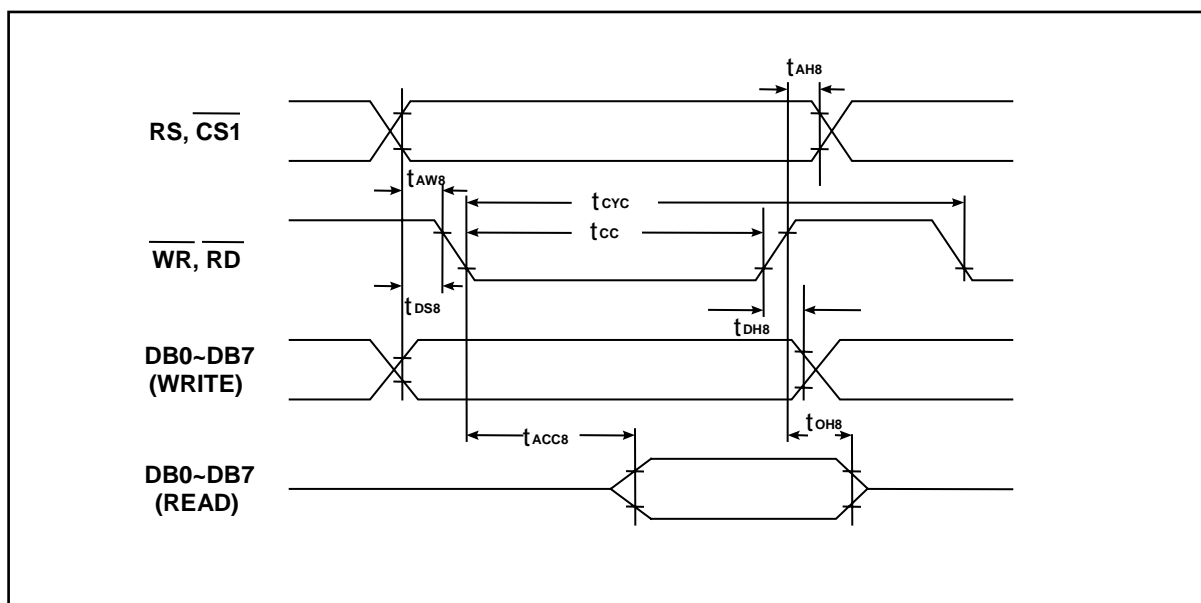 tAH8
RS, CS1
tAW8
tCYC
tCC
WR, RD
tDS8
tDH8
DB0~DB7
(WRITE)
tOH8
tACC8
DB0~DB7
(READ)